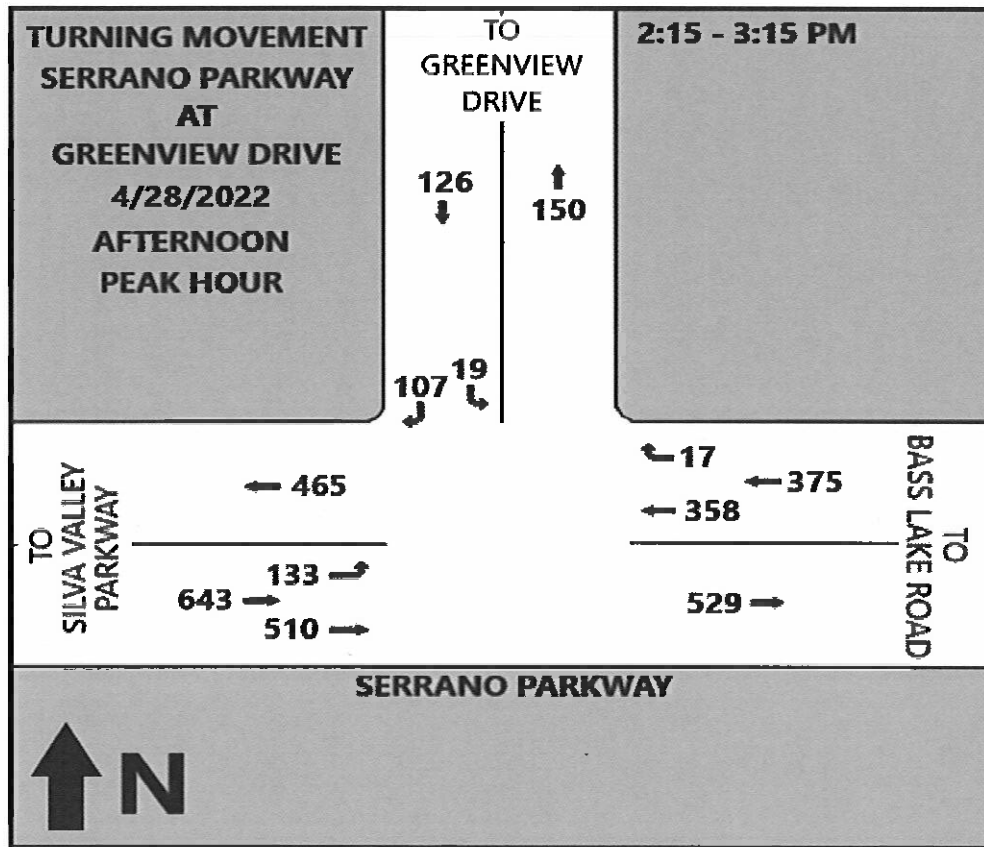 TURNING MOVEMENT
SERRANO PARKWAY
AT
GREENVIEW DRIVE
4/28/2022
AFTERNOON
PEAK HOUR
TO
GREENVIEW
DRIVE
2:15 - 3:15 PM
126
150
107
19
17
375
358
465
TO
SILVA VALLEY
PARKWAY
133
643
510
529
TO
BASS LAKE ROAD
SERRANO PARKWAY
N